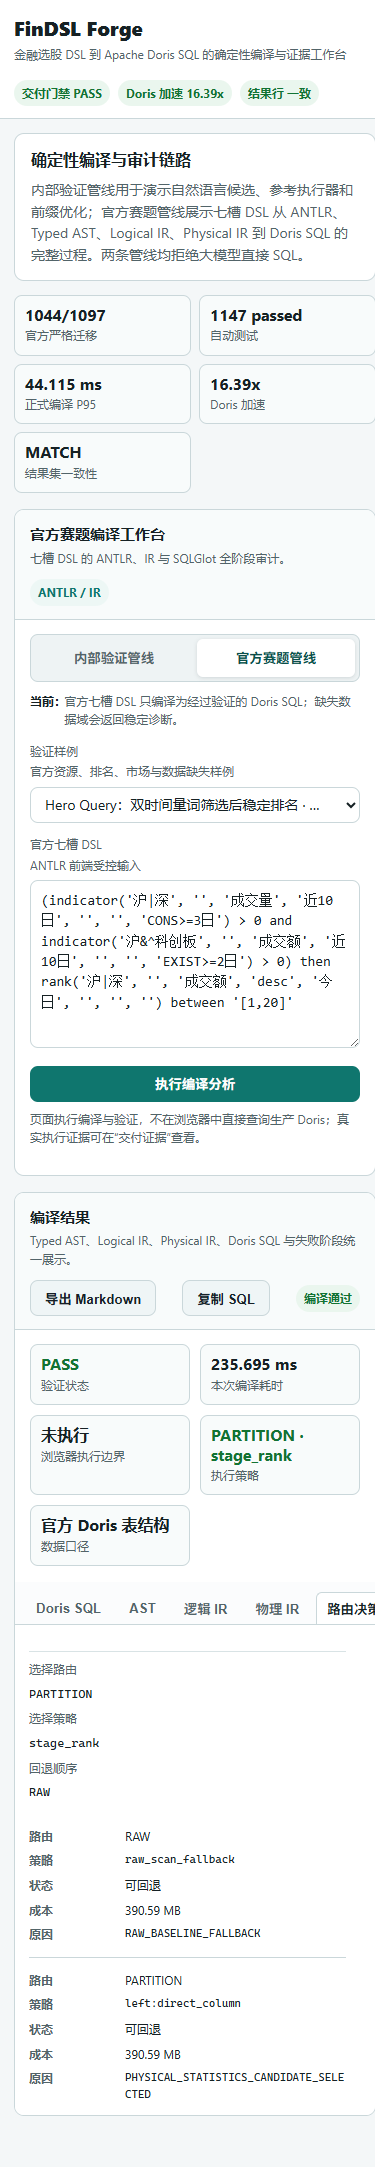 FinDSL Forge
金融选股 DSL 到 Apache Doris SQL 的确定性编译与证据工作台
交付门禁 PASS
Doris 加速 16.39x
结果行 一致
确定性编译与审计链路
内部验证管线用于演示自然语言候选、参考执行器和
前缀优化；官方赛题管线展示七槽 DSL 从 ANTLR、
Typed AST、Logical IR、Physical IR 到 Doris SQL 的
完整过程。两条管线均拒绝大模型直接 SQL。
1044/1097
官方严格迁移
1147 passed
自动测试
44.115 ms
正式编译 P95
16.39x
Doris 加速
MATCH
结果集一致性
官方赛题编译工作台
七槽 DSL 的 ANTLR、IR 与 SQLGlot 全阶段审计。
ANTLR / IR
内部验证管线
官方赛题管线
当前： 官方七槽 DSL 只编译为经过验证的 Doris SQL；缺失数
据域会返回稳定诊断。
验证样例
官方资源、排名、市场与数据缺失样例
Hero Query：双时间量词筛选后稳定排名 · ...
官方七槽 DSL
ANTLR 前端受控输入
(indicator('沪|深', '', '成交量', '近10
日', '', '', 'CONS>=3日') > 0 and
indicator('沪&^科创板', '', '成交额', '近
10日', '', '', 'EXIST>=2日') > 0) then
rank('沪|深', '', '成交额', 'desc', '今
日', '', '', '') between '[1,20]'
执行编译分析
页面执行编译与验证，不在浏览器中直接查询生产 Doris；真
实执行证据可在“交付证据”查看。
编译结果
Typed AST、Logical IR、Physical IR、Doris SQL 与失败阶段统
一展示。
导出 Markdown
复制 SQL
编译通过
PASS
验证状态
235.695 ms
本次编译耗时
未执行
浏览器执行边界
PARTITION ·
stage_rank
执行策略
官方 Doris 表结构
数据口径
Doris SQL
AST
逻辑 IR
物理 IR
路由决策
选择路由
PARTITION
选择策略
stage_rank
回退顺序
RAW
路由 RAW
策略 raw_scan_fallback
状态 可回退
成本 390.59 MB
原因 RAW_BASELINE_FALLBACK
路由 PARTITION
策略 left:direct_column
状态 可回退
成本 390.59 MB
原因 PHYSICAL_STATISTICS_CANDIDATE_SELE
CTED